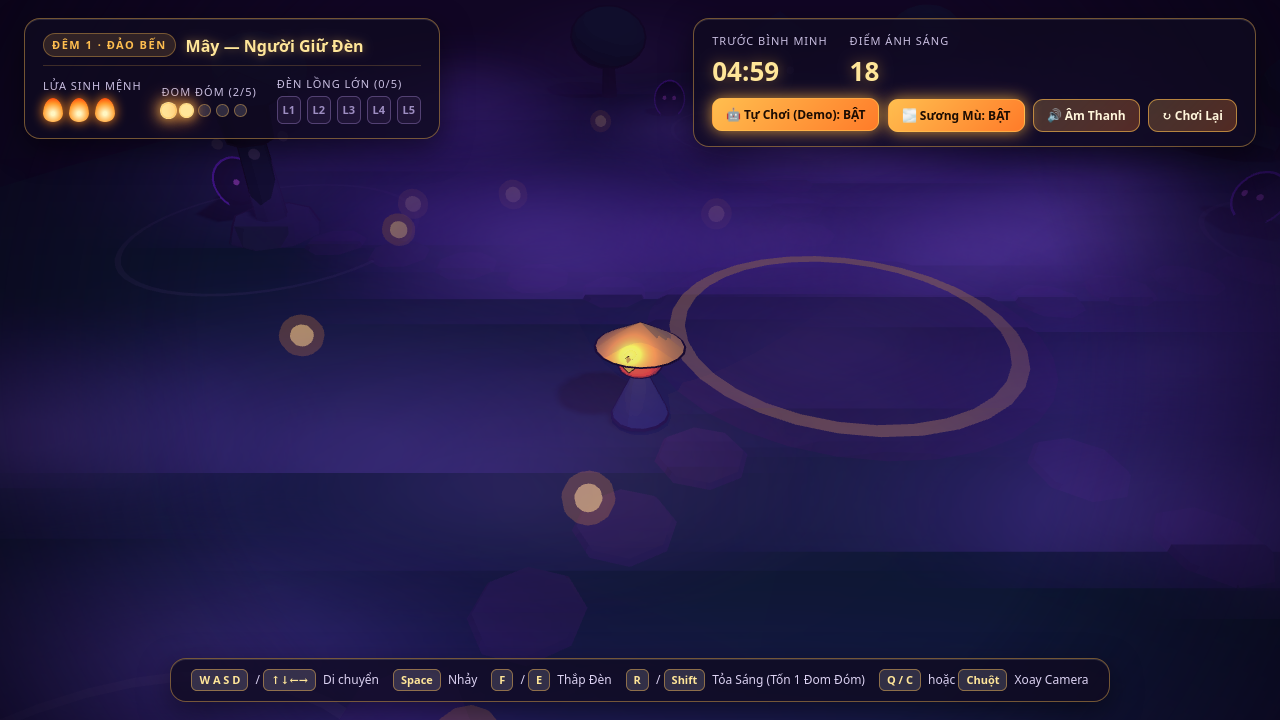 ĐÊM 1 · ĐẢO BẾN
Mây — Người Giữ Đèn
LỬA SINH MỆNH
ĐOM ĐÓM (2/5)
ĐÈN LỒNG LỚN (0/5)
L1 L2 L3 L4 L5
TRƯỚC BÌNH MINH
04:59
ĐIỂM ÁNH SÁNG
18
🤖 Tự Chơi (Demo): BẬT
🌫️ Sương Mù: BẬT
🔊 Âm Thanh
↻ Chơi Lại
W A S D / ↑↓←→ Di chuyển Space Nhảy F / E Thắp Đèn R / Shift Tỏa Sáng (Tốn 1 Đom Đóm) Q / C hoặc Chuột Xoay Camera